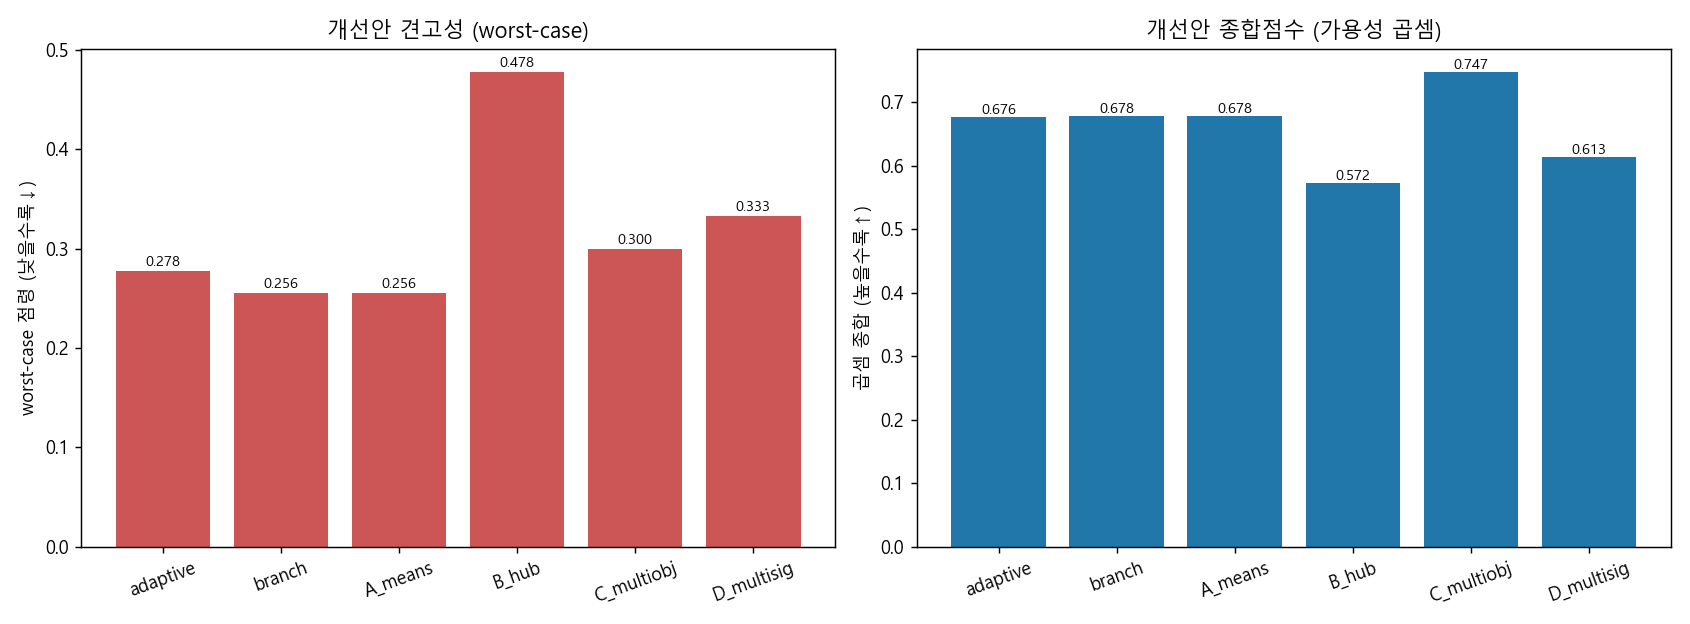 개선안 견고성 (worst-case)
worst-case 점령 (낮을수록↓)
0.5
0.4
0.3
0.2
0.1
0.0
0.278
0.256
0.256
0.478
0.300
0.333
adaptive
branch
A_means
B_hub
C_multiobj
D_multisig
개선안 종합점수 (가용성 곱셈)
곱셈 종합 (높을수록↑)
0.7
0.6
0.5
0.4
0.3
0.2
0.1
0.0
0.676
0.678
0.678
0.572
0.747
0.613
adaptive
branch
A_means
B_hub
C_multiobj
D_multisig